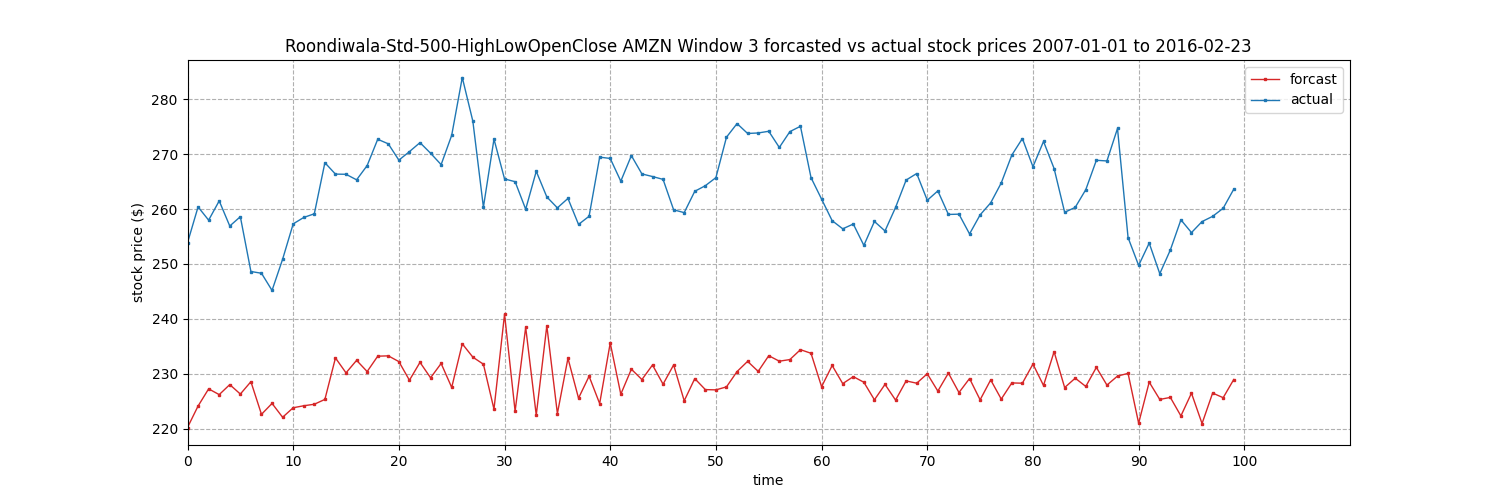 Roondiwala-Std-500-HighLowOpenClose AMZN Window 3 forcasted vs actual stock prices 2007-01-01 to 2016-02-23
forcast
actual
stock price ($)
280
270
260
250
240
230
220
0 10 20 30 40 50 60 70 80 90 100
time